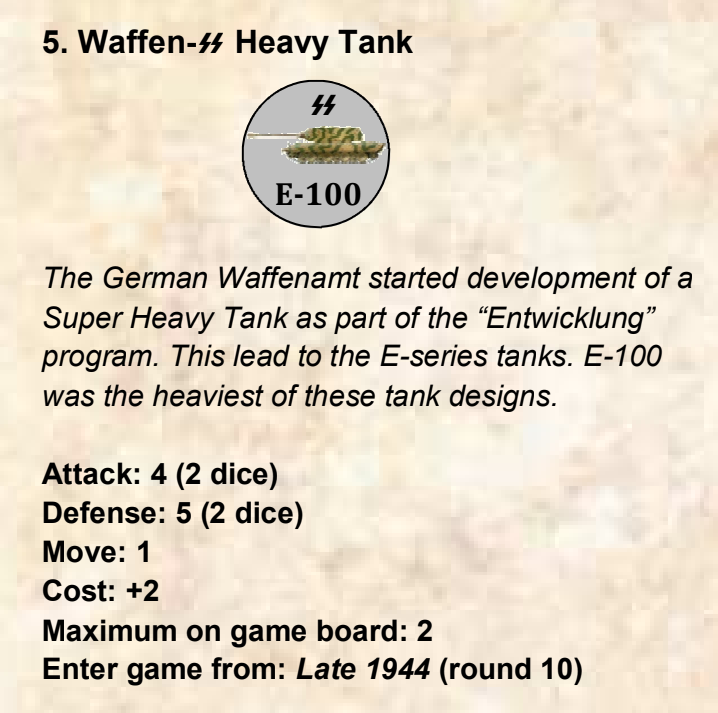 5. Waffen-ᛋᛋ Heavy Tank
ᛋᛋ
E-100
The German Waffenamt started development of a
Super Heavy Tank as part of the “Entwicklung”
program. This lead to the E-series tanks. E-100
was the heaviest of these tank designs.
Attack: 4 (2 dice)
Defense: 5 (2 dice)
Move: 1
Cost: +2
Maximum on game board: 2
Enter game from: Late 1944 (round 10)